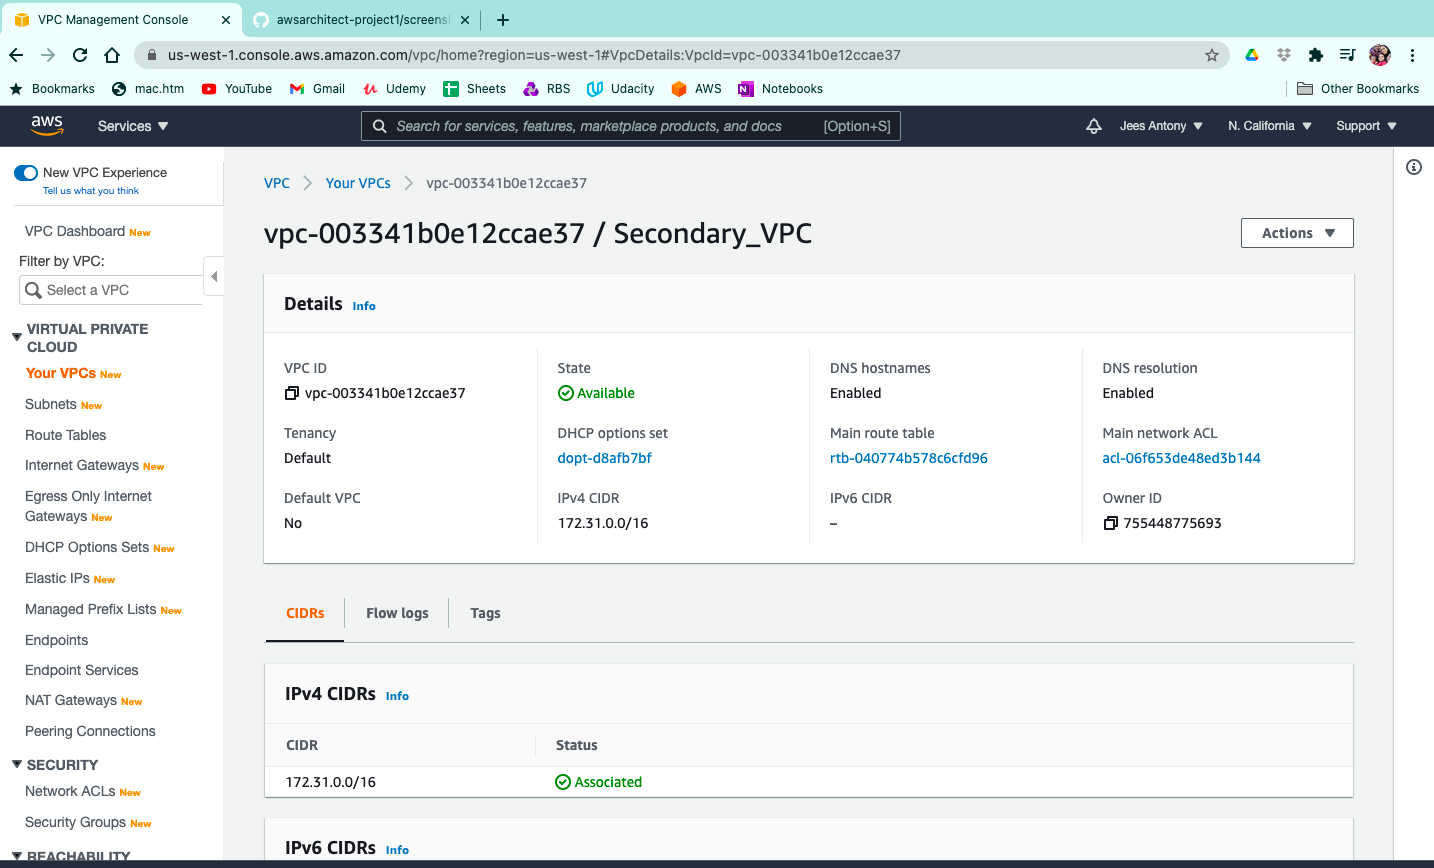 VPC Management Console
awsarchitect-project1/screensh
us-west-1.console.aws.amazon.com/vpc/home?region=us-west-1#VpcDetails:VpcId=vpc-003341b0e12ccae37
Bookmarks mac.htm YouTube Gmail Udemy Sheets RBS Udacity AWS Notebooks Other Bookmarks
aws Services Search for services, features, marketplace products, and docs [Option+S] Jees Antony N. California Support
New VPC Experience
Tell us what you think
VPC Dashboard New
Filter by VPC:
Select a VPC
VIRTUAL PRIVATE
CLOUD
Your VPCs New
Subnets New
Route Tables
Internet Gateways New
Egress Only Internet
Gateways New
DHCP Options Sets New
Elastic IPs New
Managed Prefix Lists New
Endpoints
Endpoint Services
NAT Gateways New
Peering Connections
SECURITY
Network ACLs New
Security Groups New
REACHABILITY
VPC Your VPCs vpc-003341b0e12ccae37
vpc-003341b0e12ccae37 / Secondary_VPC
Actions
Details Info
VPC ID State DNS hostnames DNS resolution
vpc-003341b0e12ccae37 Available Enabled Enabled
Tenancy DHCP options set Main route table Main network ACL
Default dopt-d8afb7bf rtb-040774b578c6cfd96 acl-06f653de48ed3b144
Default VPC IPv4 CIDR IPv6 CIDR Owner ID
No 172.31.0.0/16 – 755448775693
CIDRs Flow logs Tags
IPv4 CIDRs Info
CIDR Status
172.31.0.0/16 Associated
IPv6 CIDRs Info